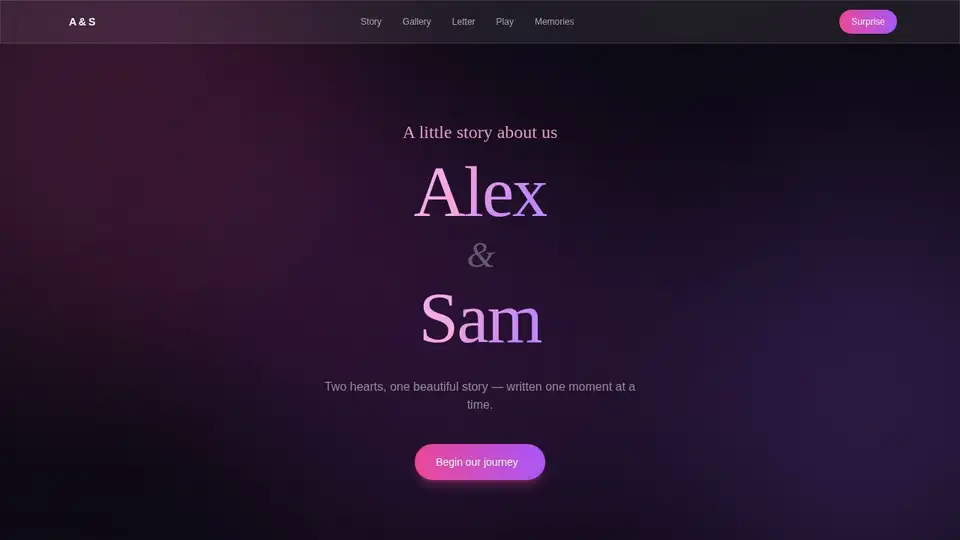 A & S
Story
Gallery
Letter
Play
Memories
Surprise
A little story about us
Alex
&
Sam
Two hearts, one beautiful story — written one moment at a
time.
Begin our journey